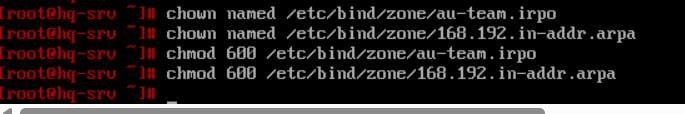 [root@hq-srv ~]# chown named /etc/bind/zone/au-team.irpo
[root@hq-srv ~]# chown named /etc/bind/zone/168.192.in-addr.arpa
[root@hq-srv ~]# chmod 600 /etc/bind/zone/au-team.irpo
[root@hq-srv ~]# chmod 600 /etc/bind/zone/168.192.in-addr.arpa
[root@hq-srv ~]# _